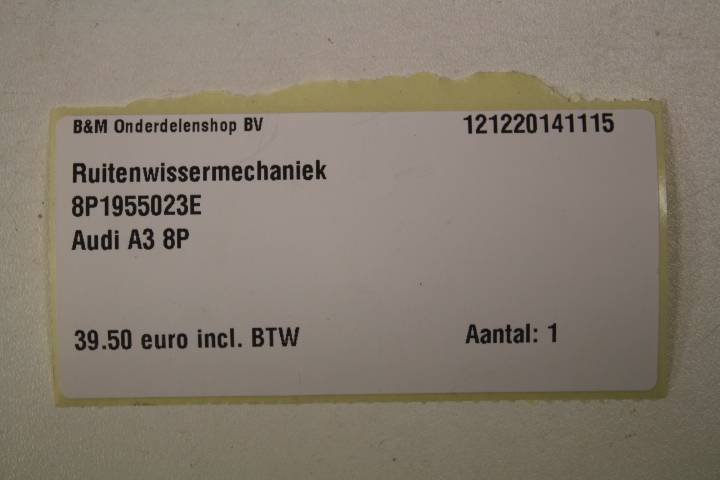 B&M Onderdelenshop BV 121220141115
Ruitenwissermechaniek
8P1955023E
Audi A3 8P
39.50 euro incl. BTW Aantal: 1